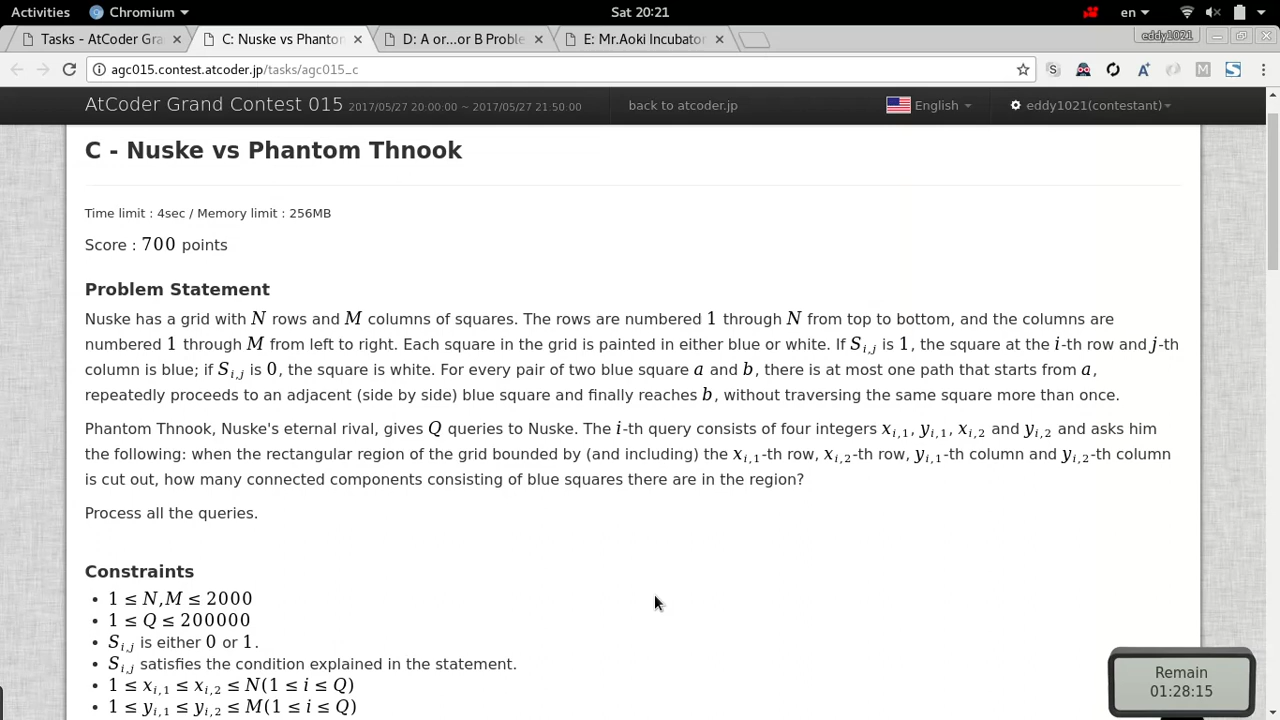 Activities Chromium Sat 20:21 en
Tasks - AtCoder Gra C: Nuske vs Phanton D: A or...or B Proble E: Mr.Aoki Incubator eddy1021
agc015.contest.atcoder.jp/tasks/agc015_c
AtCoder Grand Contest 015 2017/05/27 20:00:00 ~ 2017/05/27 21:50:00 back to atcoder.jp English eddy1021(contestant)
C - Nuske vs Phantom Thnook
Time limit : 4sec / Memory limit : 256MB
Score : 700 points
Problem Statement
Nuske has a grid with N rows and M columns of squares. The rows are numbered 1 through N from top to bottom, and the columns are
numbered 1 through M from left to right. Each square in the grid is painted in either blue or white. If S_{i,j} is 1, the square at the i-th row and j-th
column is blue; if S_{i,j} is 0, the square is white. For every pair of two blue square a and b, there is at most one path that starts from a,
repeatedly proceeds to an adjacent (side by side) blue square and finally reaches b, without traversing the same square more than once.
Phantom Thnook, Nuske's eternal rival, gives Q queries to Nuske. The i-th query consists of four integers x_{i,1}, y_{i,1}, x_{i,2} and y_{i,2} and asks him
the following: when the rectangular region of the grid bounded by (and including) the x_{i,1}-th row, x_{i,2}-th row, y_{i,1}-th column and y_{i,2}-th column
is cut out, how many connected components consisting of blue squares there are in the region?
Process all the queries.
Constraints
• 1 ≤ N,M ≤ 2000
• 1 ≤ Q ≤ 200000
• S_{i,j} is either 0 or 1.
• S_{i,j} satisfies the condition explained in the statement.
• 1 ≤ x_{i,1} ≤ x_{i,2} ≤ N(1 ≤ i ≤ Q)
• 1 ≤ y_{i,1} ≤ y_{i,2} ≤ M(1 ≤ i ≤ Q)
Remain
01:28:15